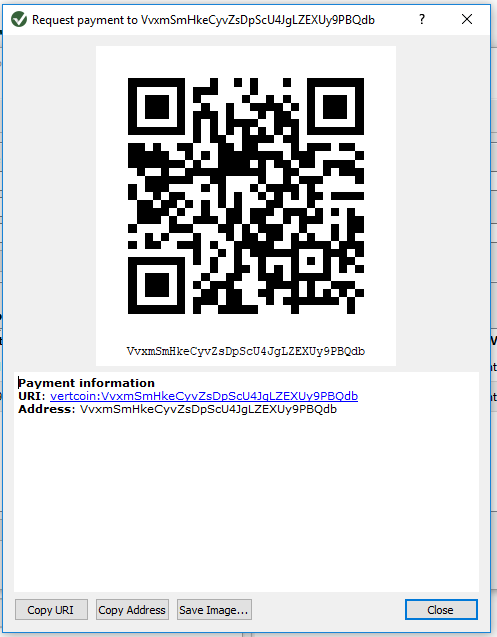 Request payment to VvxmSmHkeCyvZsDpScU4JgLZEXUy9PBQdb
?
VvxmSmHkeCyvZsDpScU4JgLZEXUy9PBQdb
Payment information
URI: vertcoin:VvxmSmHkeCyvZsDpScU4JgLZEXUy9PBQdb
Address: VvxmSmHkeCyvZsDpScU4JgLZEXUy9PBQdb
Copy URI Copy Address Save Image... Close